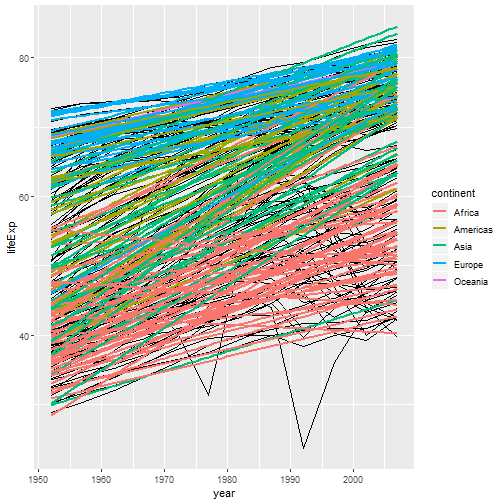 80
60
40
lifeExp
1950
1960
1970
1980
1990
2000
year
continent
Africa
Americas
Asia
Europe
Oceania